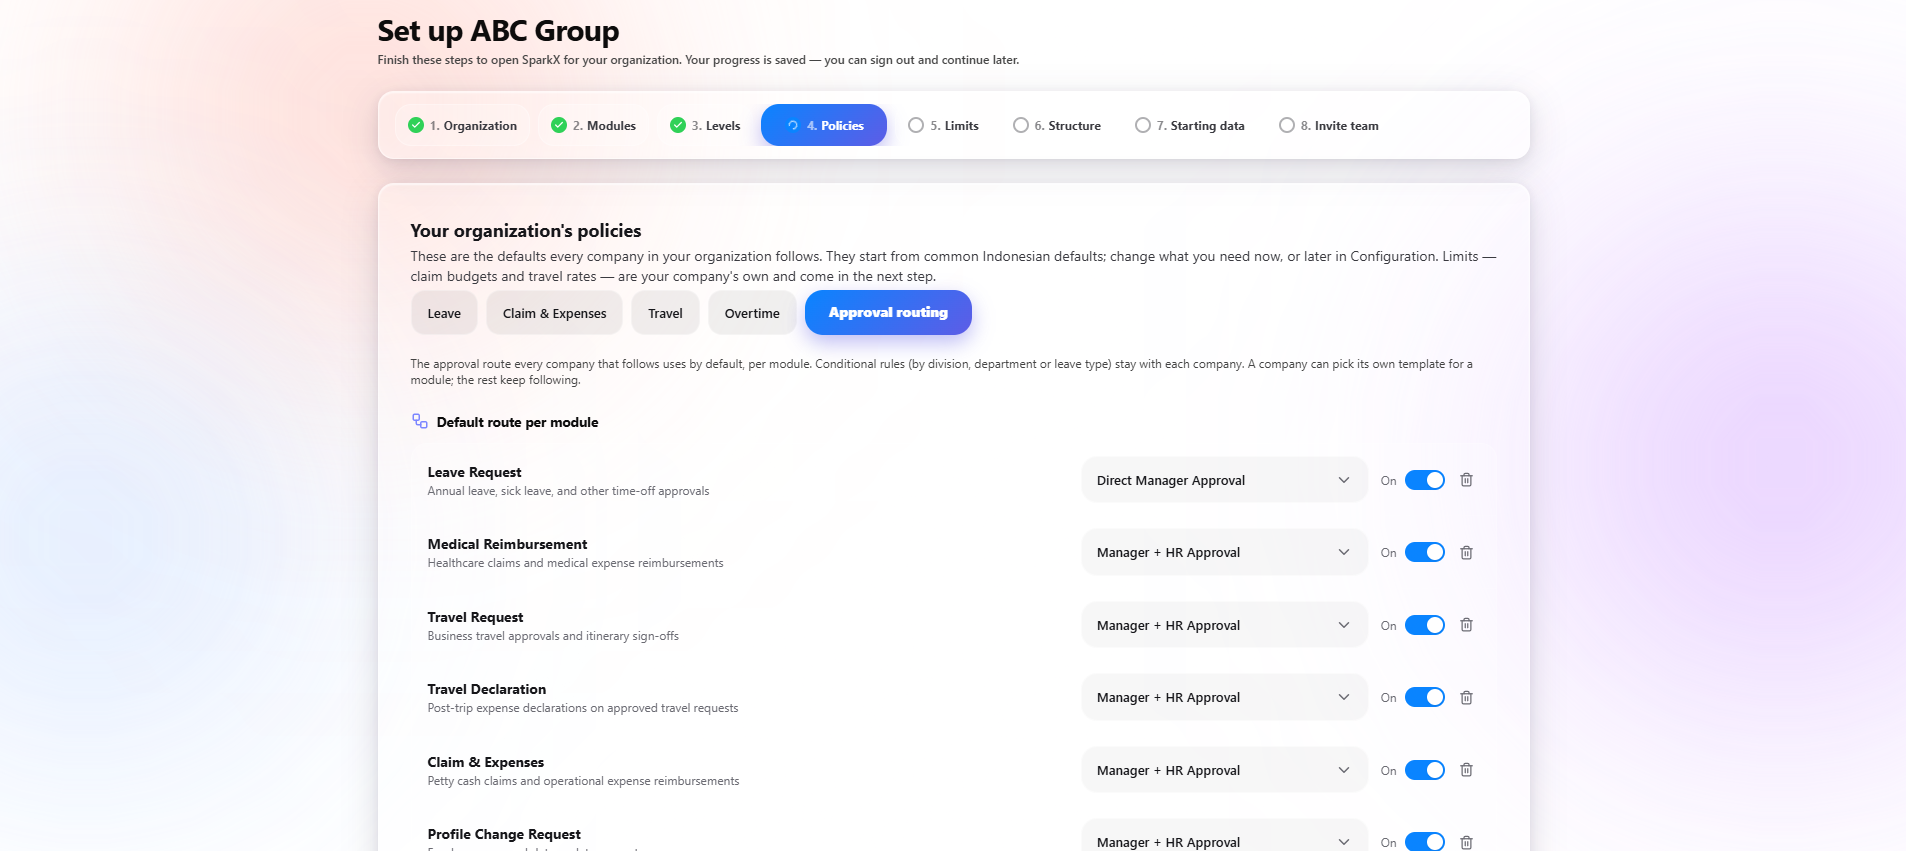 Set up ABC Group
Finish these steps to open SparkX for your organization. Your progress is saved — you can sign out and continue later.
1. Organization
2. Modules
3. Levels
4. Policies
5. Limits
6. Structure
7. Starting data
8. Invite team
Your organization's policies
These are the defaults every company in your organization follows. They start from common Indonesian defaults; change what you need now, or later in Configuration. Limits —
claim budgets and travel rates — are your company's own and come in the next step.
Leave
Claim & Expenses
Travel
Overtime
Approval routing
The approval route every company that follows uses by default, per module. Conditional rules (by division, department or leave type) stay with each company. A company can pick its own template for a
module; the rest keep following.
Default route per module
Leave Request
Annual leave, sick leave, and other time-off approvals
Direct Manager Approval
On
Medical Reimbursement
Healthcare claims and medical expense reimbursements
Manager + HR Approval
On
Travel Request
Business travel approvals and itinerary sign-offs
Manager + HR Approval
On
Travel Declaration
Post-trip expense declarations on approved travel requests
Manager + HR Approval
On
Claim & Expenses
Petty cash claims and operational expense reimbursements
Manager + HR Approval
On
Profile Change Request
Manager + HR Approval
On